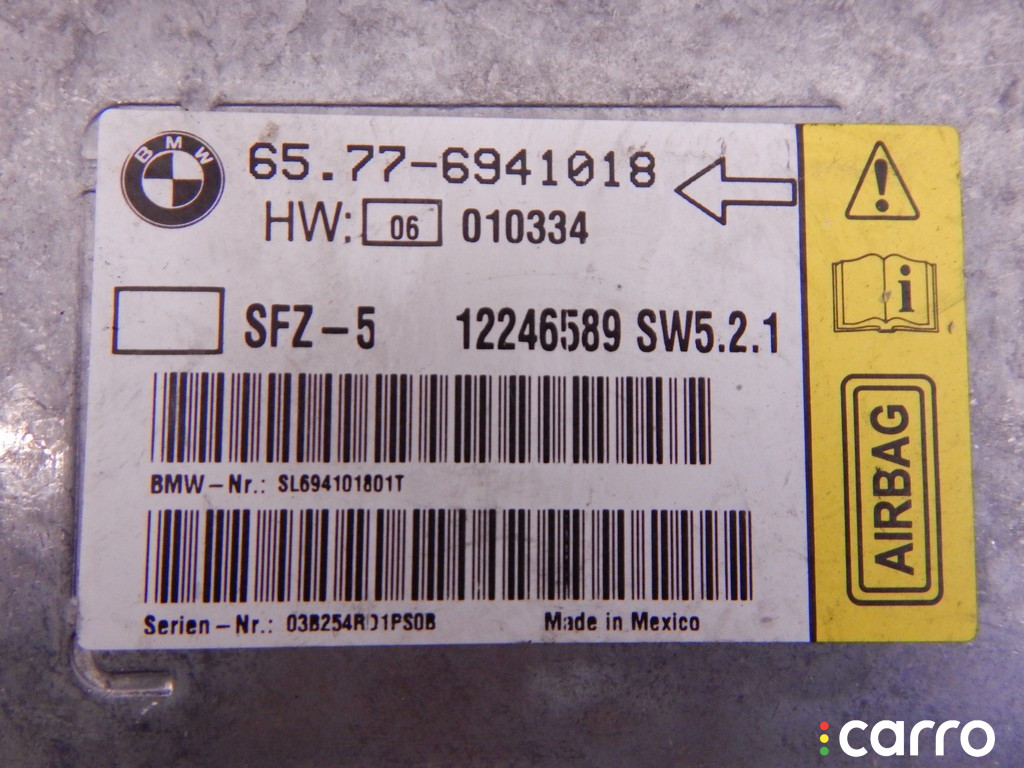 BMW
65.77-6941018
HW: 06 010334
SFZ-5 12246589 SW5.2.1
BMW-Nr.: SL694101801T
Serien-Nr.:
Made in Mexico
AIRBAG
carro